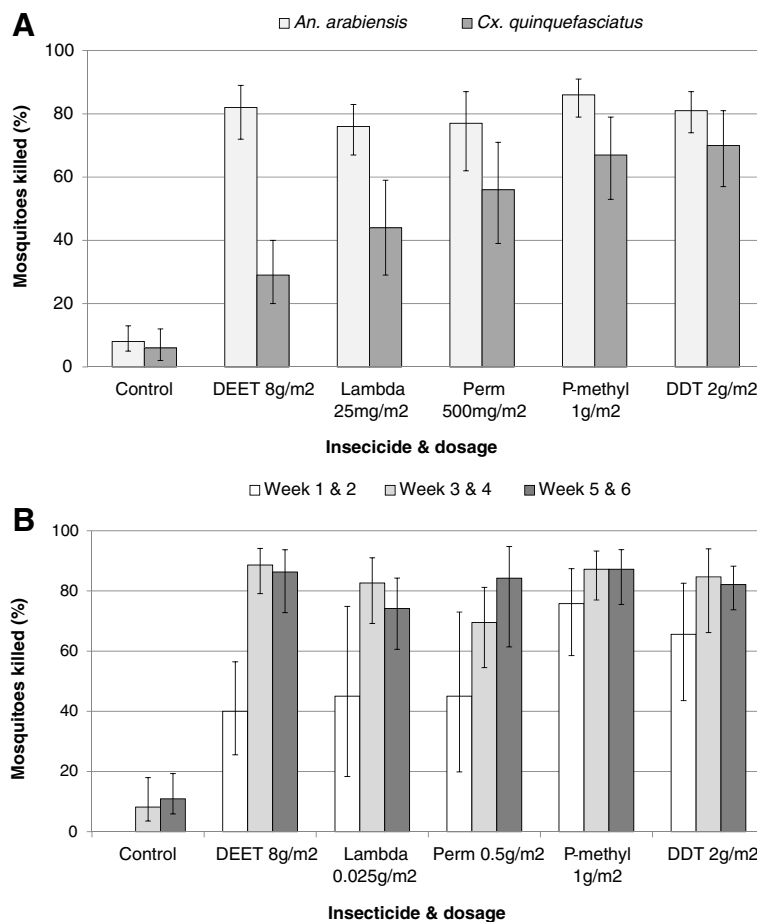 A
An. arabiensis Cx. quinquefasciatus
Mosquitoes killed (%)
100
80
60
40
20
0
Control DEET 8g/m2 Lambda Perm P-methyl DDT 2g/m2
25mg/m2 500mg/m2 1g/m2
Insecicide & dosage
B
Week 1 & 2 Week 3 & 4 Week 5 & 6
Mosquitoes killed (%)
100
80
60
40
20
0
Control DEET 8g/m2 Lambda Perm 0.5g/m2 P-methyl DDT 2g/m2
0.025g/m2 1g/m2
Insecticide & dosage